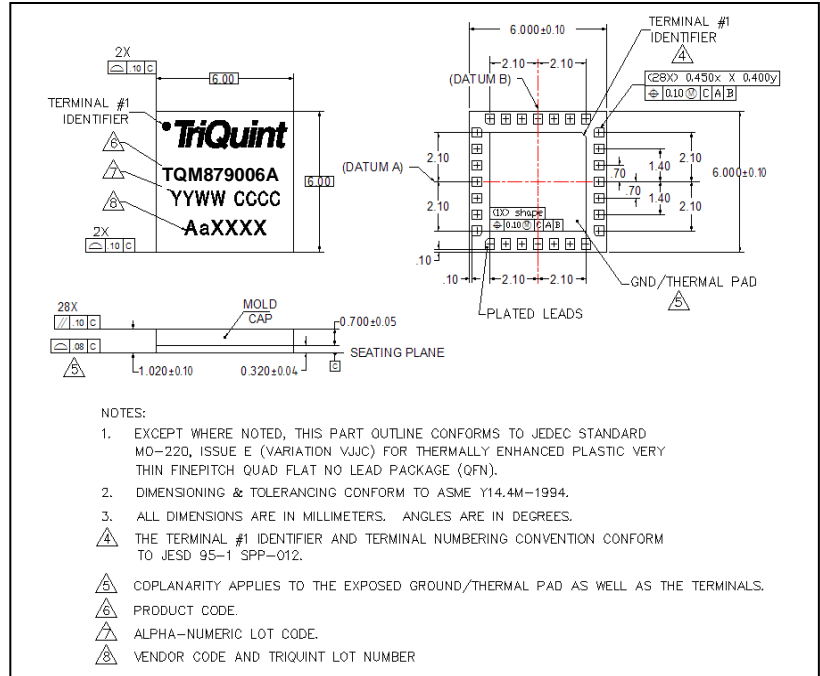 2X
⌓ .10 C
6.00
TERMINAL #1
IDENTIFIER
TriQuint
6
TQM879006A
7
YYWW CCCC
8
AaXXXX
6.00
2X
⌓ .10 C
6.000±0.10
TERMINAL #1
IDENTIFIER
4
2.10 2.10
(DATUM B)
(28X) 0.450x X 0.400y
⌖ 0.10 Ⓜ C A B
(DATUM A)
2.10
2.10
.70
.70
1.40
1.40
2.10
2.10
6.000±0.10
(1X) shape
⌖ 0.10 Ⓜ C A B
.10
.10
2.10 2.10
GND/THERMAL PAD
5
PLATED LEADS
28X
// .10 C
⌓ .08 C
5
MOLD
CAP
0.700±0.05
SEATING PLANE
C
1.020±0.10
0.320±0.04
NOTES:
1. EXCEPT WHERE NOTED, THIS PART OUTLINE CONFORMS TO JEDEC STANDARD
MO-220, ISSUE E (VARIATION VJJC) FOR THERMALLY ENHANCED PLASTIC VERY
THIN FINEPITCH QUAD FLAT NO LEAD PACKAGE (QFN).
2. DIMENSIONING & TOLERANCING CONFORM TO ASME Y14.4M-1994.
3. ALL DIMENSIONS ARE IN MILLIMETERS. ANGLES ARE IN DEGREES.
4 THE TERMINAL #1 IDENTIFIER AND TERMINAL NUMBERING CONVENTION CONFORM
TO JESD 95-1 SPP-012.
5 COPLANARITY APPLIES TO THE EXPOSED GROUND/THERMAL PAD AS WELL AS THE TERMINALS.
6 PRODUCT CODE.
7 ALPHA-NUMERIC LOT CODE.
8 VENDOR CODE AND TRIQUINT LOT NUMBER